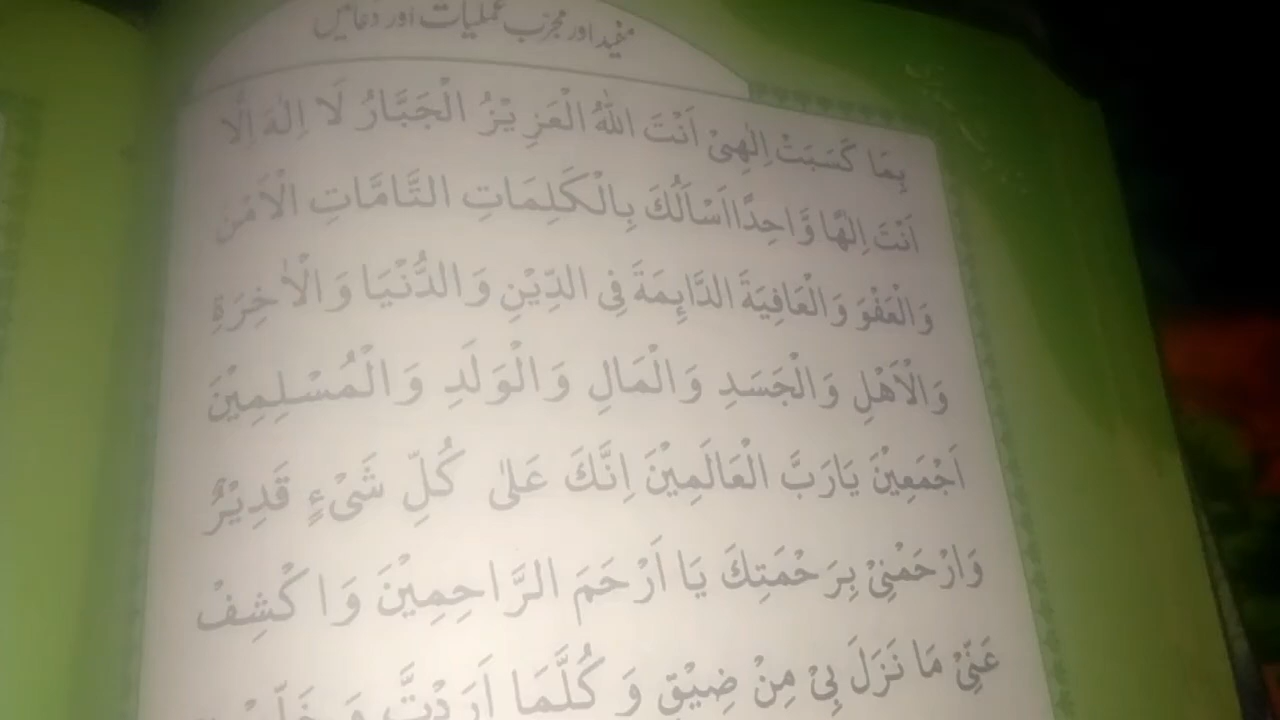 مفید اور مجرّب عملیات اور دعائیں
بِمَا كَسَبَتْ اِلٰهِیْ اَنْتَ اللّٰهُ الْعَزِیْزُ الْجَبَّارُ لَا اِلٰهَ اِلَّا
اَنْتَ اِلٰهًا وَّاحِدًا اَسْاَلُكَ بِالْكَلِمَاتِ التَّامَّاتِ الْاَمْنَ
وَالْعَفْوَ وَالْعَافِیَةَ الدَّائِمَةَ فِی الدِّیْنِ وَ الدُّنْیَا وَ الْاٰخِرَةِ
وَالْاَهْلِ وَالْجَسَدِ وَالْمَالِ وَ الْوَلَدِ وَ الْمُسْلِمِیْنَ
اَجْمَعِیْنَ یَارَبَّ الْعَالَمِیْنَ اِنَّكَ عَلٰی كُلِّ شَیْءٍ قَدِیْرٌ
وَارْحَمْنِیْ بِرَحْمَتِكَ یَا اَرْحَمَ الرَّاحِمِیْنَ وَ اكْشِفْ
عَنِّیْ مَا نَزَلَ بِیْ مِنْ ضِیْقٍ وَ كُلَّمَا اَرَدْتُّ وَ